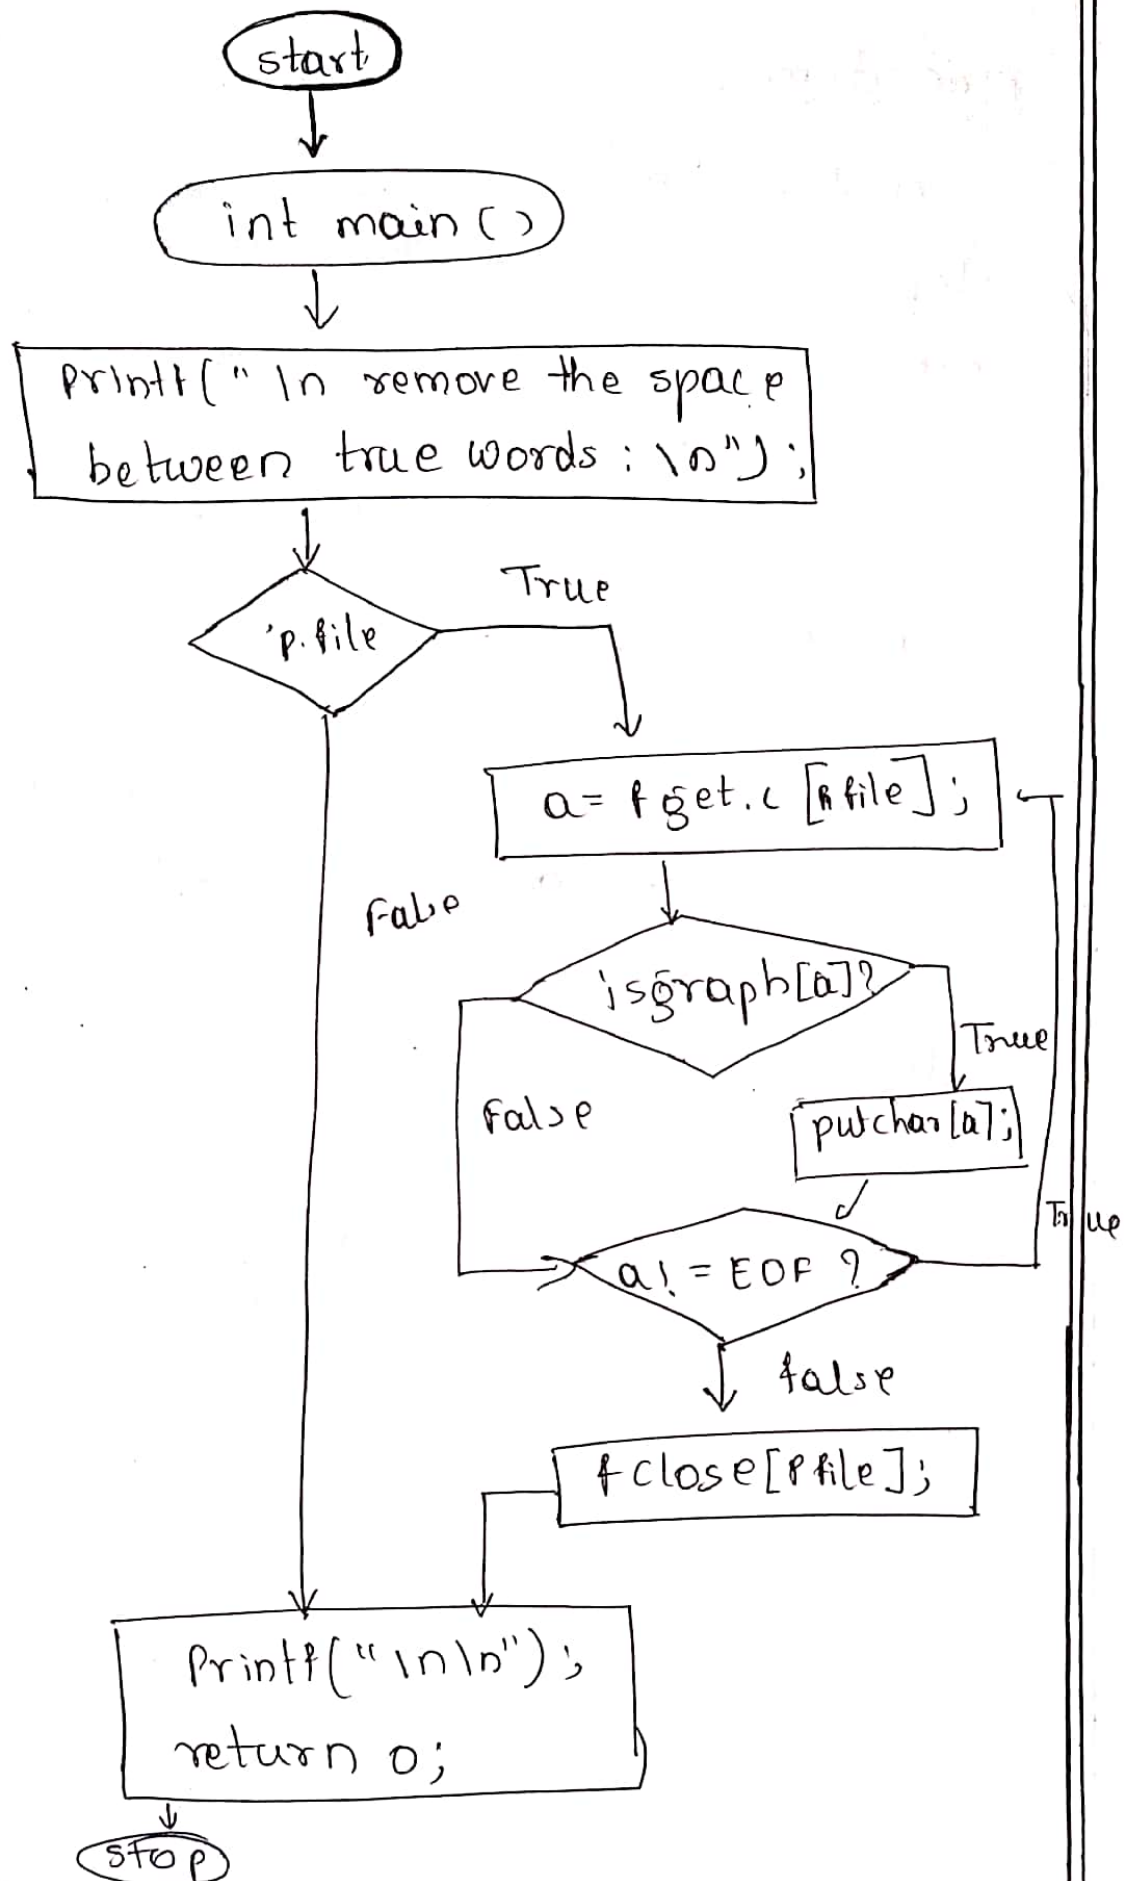 start
int main ()
printf(" \n remove the space
between true words : \n") ;
True
'p.file
a = fget.c [p file] ;
False
isgraph[a]?
True
False
putchar[a];
True
a! = EOF ?
false
fclose[Pfile];
Printf("\n\n") ;
return 0;
stop